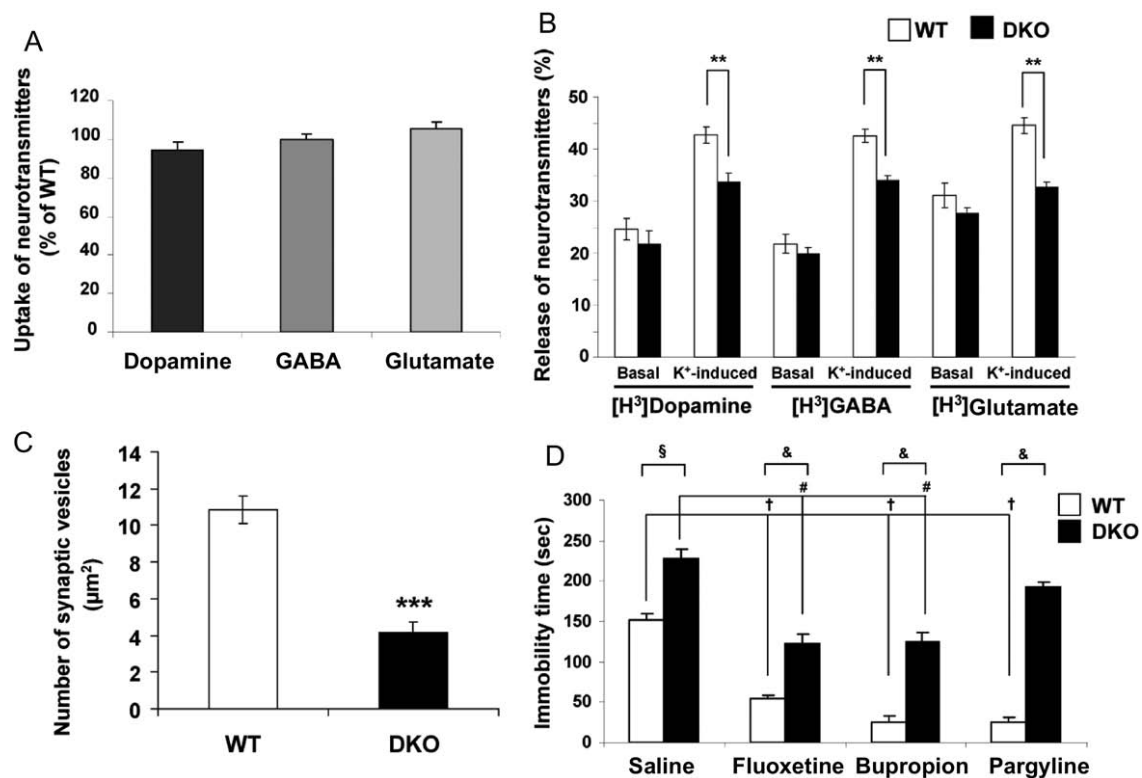 A
Uptake of neurotransmitters
(% of WT)
120
100
80
60
40
20
0
Dopamine GABA Glutamate
B
WT DKO
Release of neurotransmitters (%)
50
40
30
20
10
0
** ** **
Basal K⁺-induced Basal K⁺-induced Basal K⁺-induced
[H³]Dopamine [H³]GABA [H³]Glutamate
C
Number of synaptic vesicles
(µm²)
14
12
10
8
6
4
2
0
***
WT DKO
D
Immobility time (sec)
§ & & &
# #
† † †
WT
DKO
300
250
200
150
100
50
0
Saline Fluoxetine Bupropion Pargyline